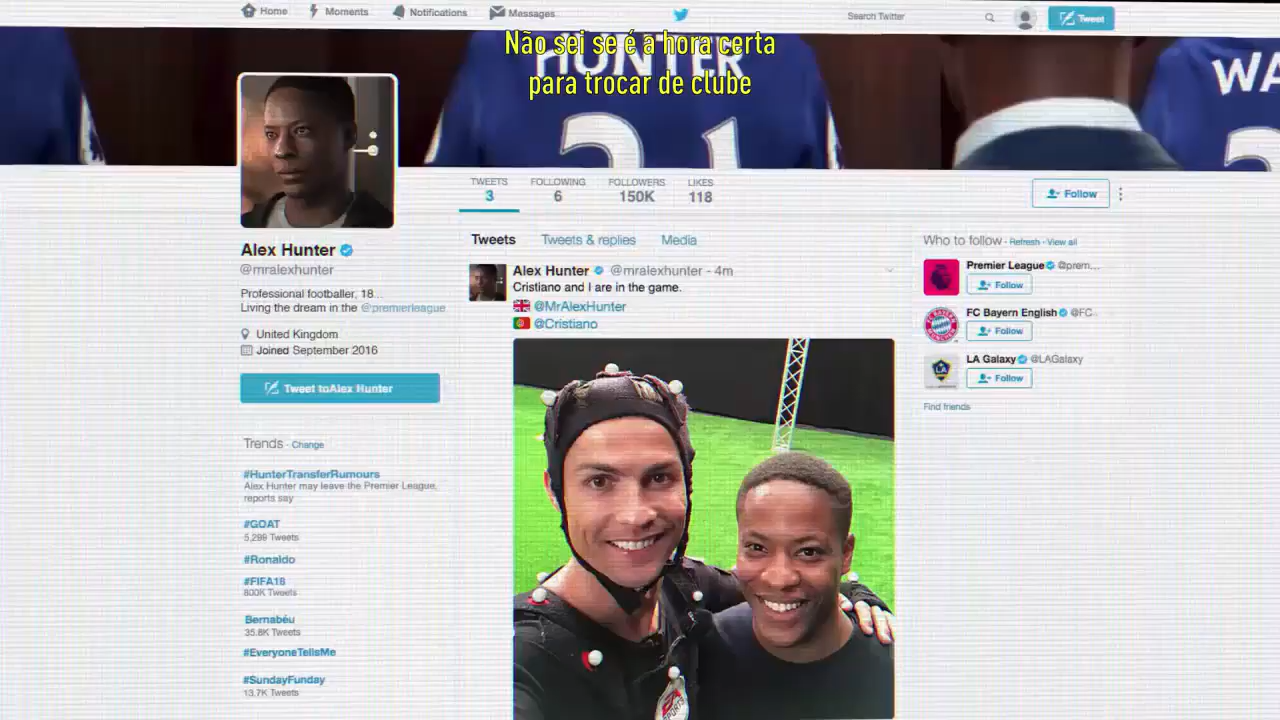 Home
Moments
Notifications
Messages
Search Twitter
Tweet
Não sei se é a hora certa
para trocar de clube
HUNTER
21
WA
TWEETS
3
FOLLOWING
6
FOLLOWERS
150K
LIKES
118
Follow
Alex Hunter
@mralexhunter
Professional footballer, 18...
Living the dream in the @premierleague
United Kingdom
Joined September 2016
Tweet toAlex Hunter
Trends · Change
#HunterTransferRumours
Alex Hunter may leave the Premier League,
reports say
#GOAT
5,299 Tweets
#Ronaldo
#FIFA18
800K Tweets
Bernabéu
35.8K Tweets
#EveryoneTellsMe
#SundayFunday
13.7K Tweets
Tweets
Tweets & replies
Media
Alex Hunter @mralexhunter - 4m
Cristiano and I are in the game.
@MrAlexHunter
@Cristiano
Who to follow · Refresh · View all
Premier League @prem...
Follow
FC Bayern English @FC..
Follow
LA Galaxy @LAGalaxy
Follow
Find friends